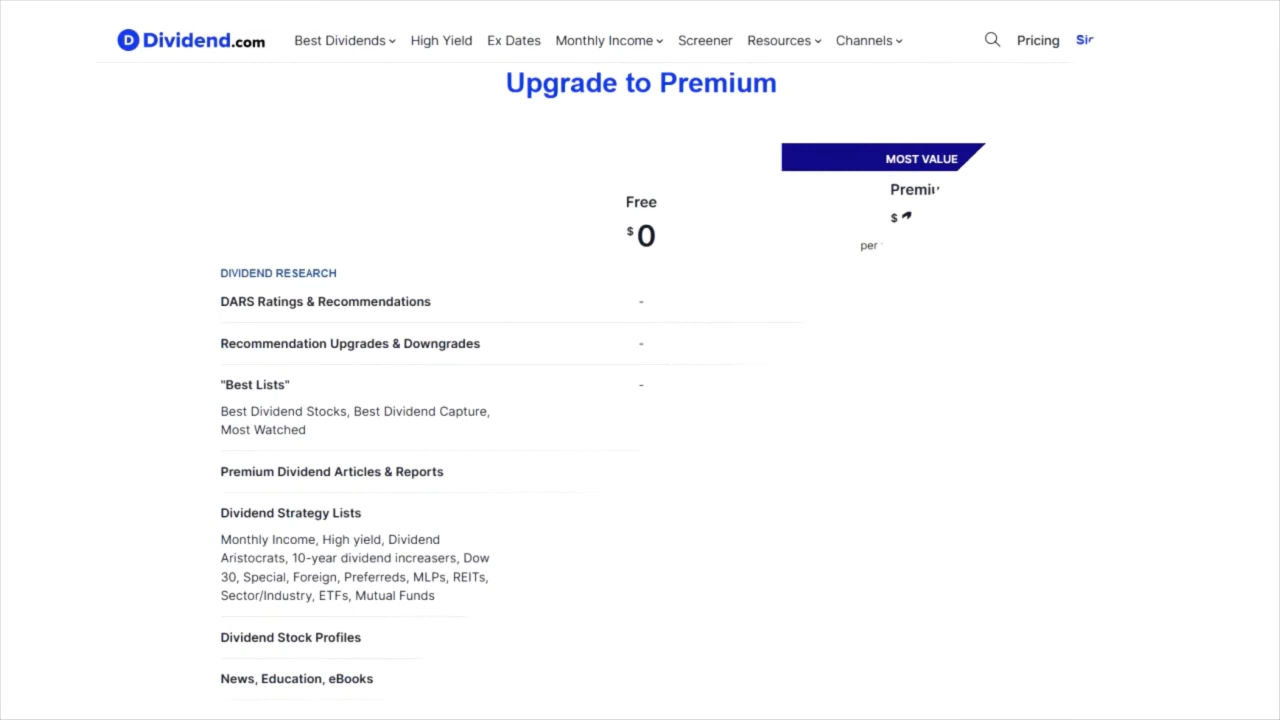 Dividend.com Best Dividends High Yield Ex Dates Monthly Income Screener Resources Channels Pricing
Upgrade to Premium
MOST VALUE
Free
$0
$
per
DIVIDEND RESEARCH
DARS Ratings & Recommendations -
Recommendation Upgrades & Downgrades -
"Best Lists" -
Best Dividend Stocks, Best Dividend Capture,
Most Watched
Premium Dividend Articles & Reports
Dividend Strategy Lists
Monthly Income, High yield, Dividend
Aristocrats, 10-year dividend increasers, Dow
30, Special, Foreign, Preferreds, MLPs, REITs,
Sector/Industry, ETFs, Mutual Funds
Dividend Stock Profiles
News, Education, eBooks